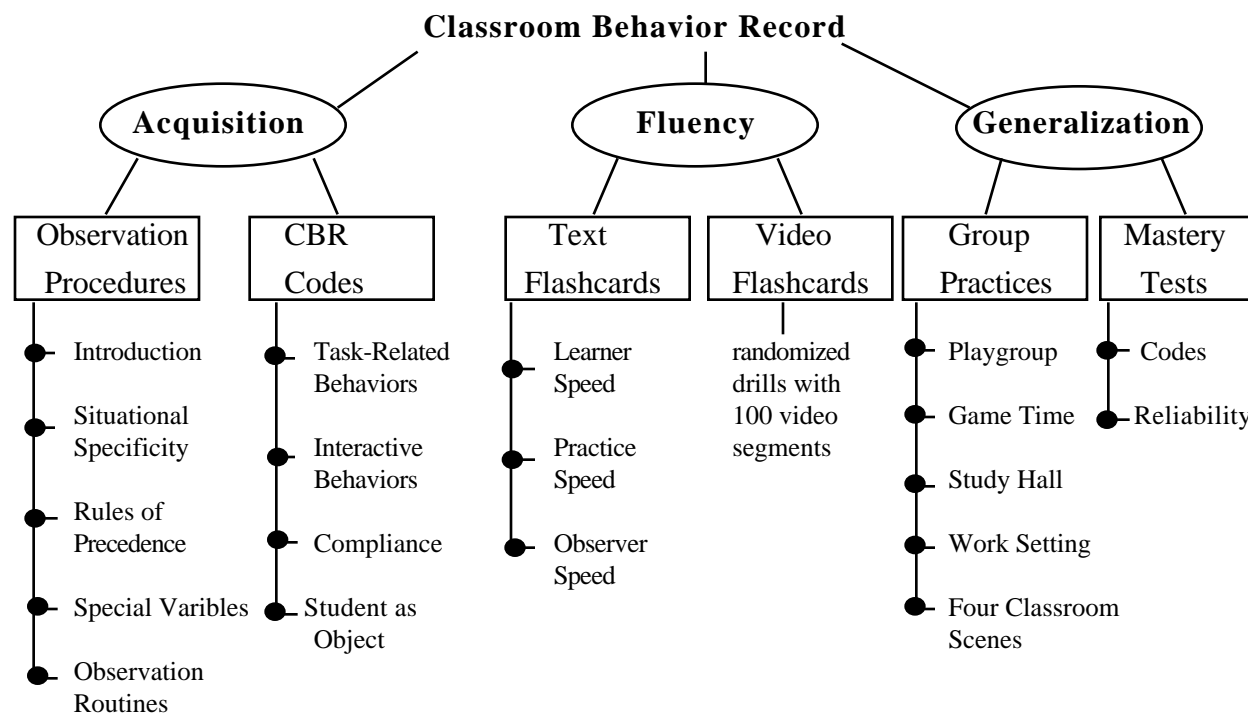 Classroom Behavior Record
Acquisition
Fluency
Generalization
Observation
Procedures
CBR
Codes
Text
Flashcards
Video
Flashcards
Group
Practices
Mastery
Tests
Introduction
Situational
Specificity
Rules of
Precedence
Special Varibles
Observation
Routines
Task-Related
Behaviors
Interactive
Behaviors
Compliance
Student as
Object
Learner
Speed
Practice
Speed
Observer
Speed
randomized
drills with
100 video
segments
Playgroup
Game Time
Study Hall
Work Setting
Four Classroom
Scenes
Codes
Reliability